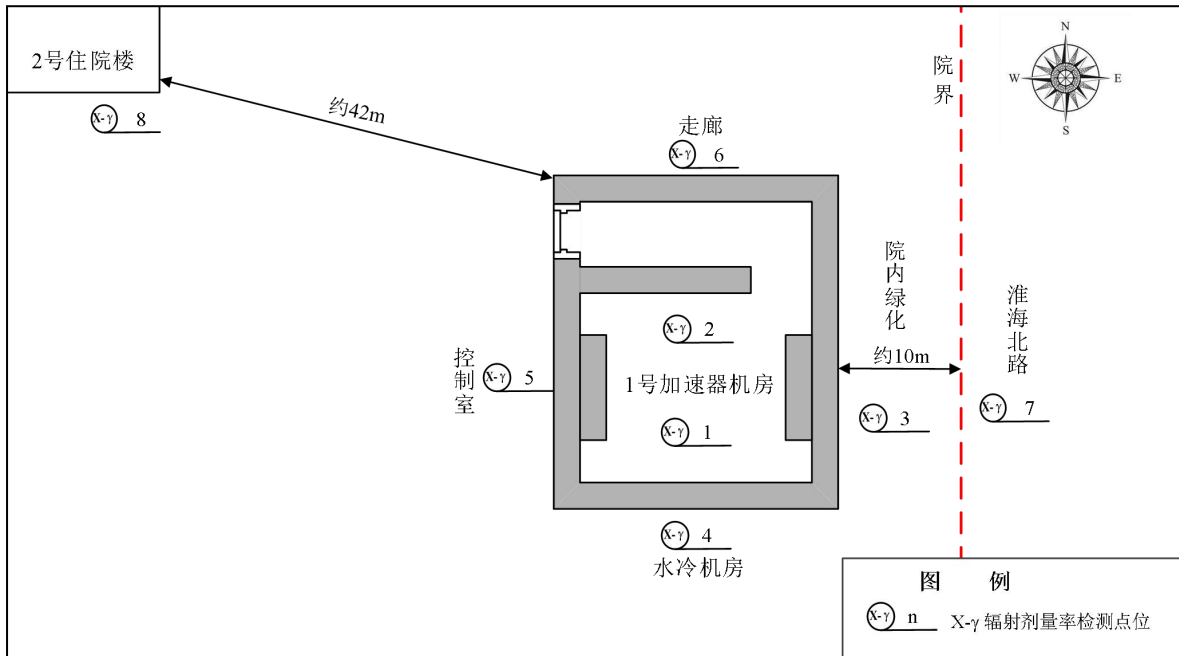 2号住院楼
X-γ 8
约42m
走廊
X-γ 6
院界
N
W
E
S
院内绿化
约10m
淮海北路
X-γ 2
1号加速器机房
控制室
X-γ 5
X-γ 1
X-γ 3
X-γ 7
X-γ 4
水冷机房
图 例
X-γ n X-γ 辐射剂量率检测点位